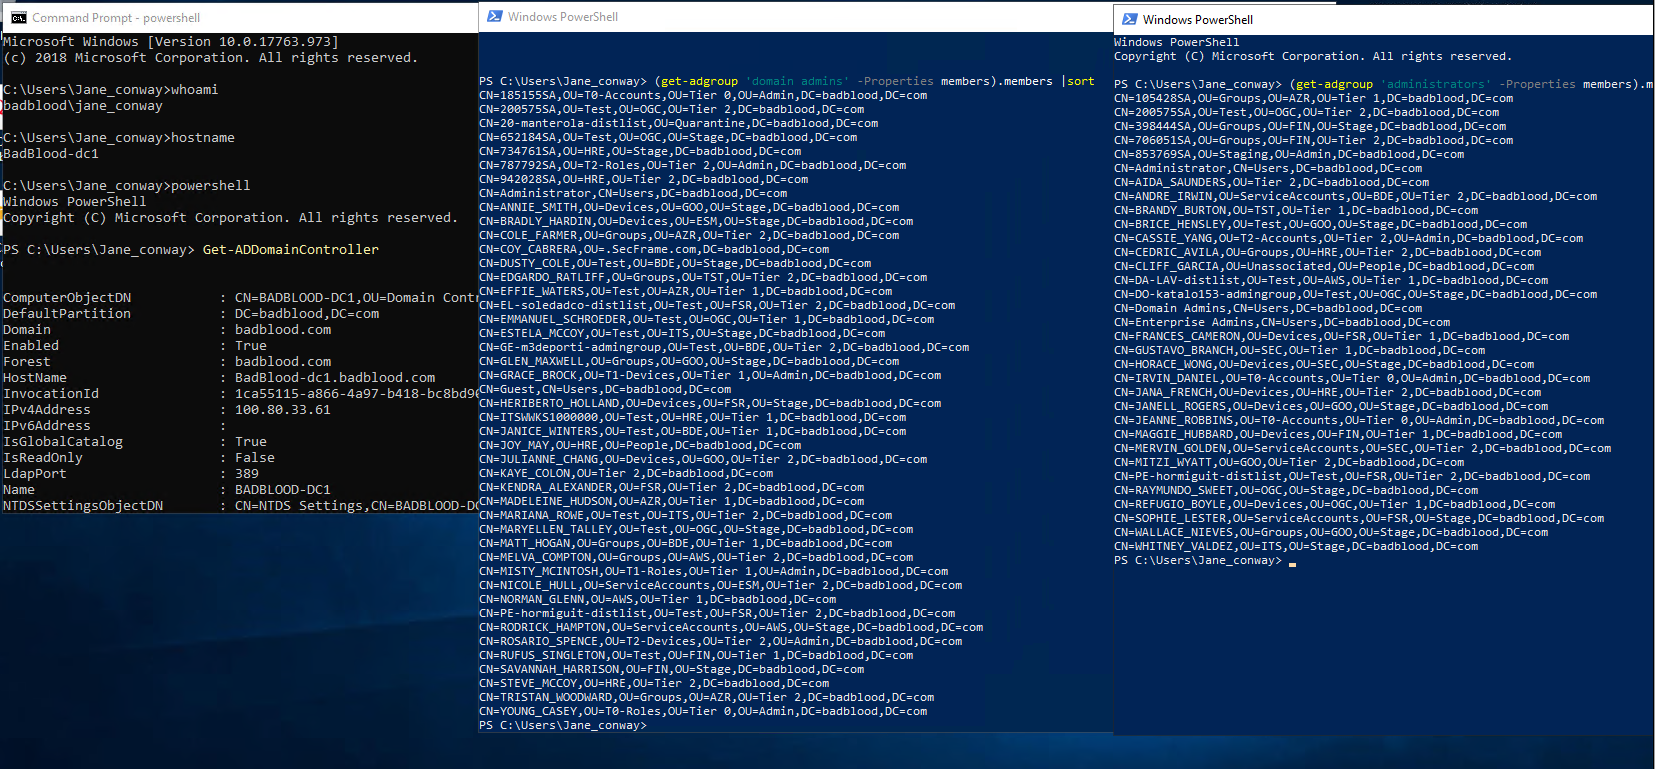 Command Prompt - powershell
Microsoft Windows [Version 10.0.17763.973]
(c) 2018 Microsoft Corporation. All rights reserved.
C:\Users\Jane_conway>whoami
badblood\jane_conway
C:\Users\Jane_conway>hostname
BadBlood-dc1
C:\Users\Jane_conway>powershell
Windows PowerShell
Copyright (C) Microsoft Corporation. All rights reserved.
PS C:\Users\Jane_conway> Get-ADDomainController
ComputerObjectDN : CN=BADBLOOD-DC1,OU=Domain Cont
DefaultPartition : DC=badblood,DC=com
Domain : badblood.com
Enabled : True
Forest : badblood.com
HostName : BadBlood-dc1.badblood.com
InvocationId : 1ca55115-a866-4a97-b418-bc8bd9
IPv4Address : 100.80.33.61
IPv6Address :
IsGlobalCatalog : True
IsReadOnly : False
LdapPort : 389
Name : BADBLOOD-DC1
NTDSSettingsObjectDN : CN=NTDS Settings,CN=BADBLOOD-DC
Windows PowerShell
PS C:\Users\Jane_conway> (get-adgroup 'domain admins' -Properties members).members |sort
CN=185155SA,OU=T0-Accounts,OU=Tier 0,OU=Admin,DC=badblood,DC=com
CN=200575SA,OU=Test,OU=OGC,OU=Tier 2,DC=badblood,DC=com
CN=20-manterola-distlist,OU=Quarantine,DC=badblood,DC=com
CN=652184SA,OU=Test,OU=OGC,OU=Stage,DC=badblood,DC=com
CN=734761SA,OU=HRE,OU=Stage,DC=badblood,DC=com
CN=787792SA,OU=T2-Roles,OU=Tier 2,OU=Admin,DC=badblood,DC=com
CN=942028SA,OU=HRE,OU=Tier 2,DC=badblood,DC=com
CN=Administrator,CN=Users,DC=badblood,DC=com
CN=ANNIE_SMITH,OU=Devices,OU=GOO,OU=Stage,DC=badblood,DC=com
CN=BRADLY_HARDIN,OU=Devices,OU=ESM,OU=Stage,DC=badblood,DC=com
CN=COLE_FARMER,OU=Groups,OU=AZR,OU=Tier 2,DC=badblood,DC=com
CN=COY_CABRERA,OU=.SecFrame.com,DC=badblood,DC=com
CN=DUSTY_COLE,OU=Test,OU=BDE,OU=Stage,DC=badblood,DC=com
CN=EDGARDO_RATLIFF,OU=Groups,OU=TST,OU=Tier 2,DC=badblood,DC=com
CN=EFFIE_WATERS,OU=Test,OU=AZR,OU=Tier 1,DC=badblood,DC=com
CN=EL-soledadco-distlist,OU=Test,OU=FSR,OU=Tier 2,DC=badblood,DC=com
CN=EMMANUEL_SCHROEDER,OU=Test,OU=OGC,OU=Tier 1,DC=badblood,DC=com
CN=ESTELA_MCCOY,OU=Test,OU=ITS,OU=Stage,DC=badblood,DC=com
CN=GE-m3deporti-admingroup,OU=Test,OU=BDE,OU=Tier 2,DC=badblood,DC=com
CN=GLEN_MAXWELL,OU=Groups,OU=GOO,OU=Stage,DC=badblood,DC=com
CN=GRACE_BROCK,OU=T1-Devices,OU=Tier 1,OU=Admin,DC=badblood,DC=com
CN=Guest,CN=Users,DC=badblood,DC=com
CN=HERIBERTO_HOLLAND,OU=Devices,OU=FSR,OU=Stage,DC=badblood,DC=com
CN=ITSWWKS1000000,OU=Test,OU=HRE,OU=Tier 1,DC=badblood,DC=com
CN=JANICE_WINTERS,OU=Test,OU=BDE,OU=Tier 1,DC=badblood,DC=com
CN=JOY_MAY,OU=HRE,OU=People,DC=badblood,DC=com
CN=JULIANNE_CHANG,OU=Devices,OU=GOO,OU=Tier 2,DC=badblood,DC=com
CN=KAYE_COLON,OU=Tier 2,DC=badblood,DC=com
CN=KENDRA_ALEXANDER,OU=FSR,OU=Tier 2,DC=badblood,DC=com
CN=MADELEINE_HUDSON,OU=AZR,OU=Tier 1,DC=badblood,DC=com
CN=MARIANA_ROWE,OU=Test,OU=ITS,OU=Tier 2,DC=badblood,DC=com
CN=MARYELLEN_TALLEY,OU=Test,OU=OGC,OU=Stage,DC=badblood,DC=com
CN=MATT_HOGAN,OU=Groups,OU=BDE,OU=Tier 1,DC=badblood,DC=com
CN=MELVA_COMPTON,OU=Groups,OU=AWS,OU=Tier 2,DC=badblood,DC=com
CN=MISTY_MCINTOSH,OU=T1-Roles,OU=Tier 1,OU=Admin,DC=badblood,DC=com
CN=NICOLE_HULL,OU=ServiceAccounts,OU=ESM,OU=Tier 2,DC=badblood,DC=com
CN=NORMAN_GLENN,OU=AWS,OU=Tier 1,DC=badblood,DC=com
CN=PE-hormiguit-distlist,OU=Test,OU=FSR,OU=Tier 2,DC=badblood,DC=com
CN=RODRICK_HAMPTON,OU=ServiceAccounts,OU=AWS,OU=Stage,DC=badblood,DC=com
CN=ROSARIO_SPENCE,OU=T2-Devices,OU=Tier 2,OU=Admin,DC=badblood,DC=com
CN=RUFUS_SINGLETON,OU=Test,OU=FIN,OU=Tier 1,DC=badblood,DC=com
CN=SAVANNAH_HARRISON,OU=FIN,OU=Stage,DC=badblood,DC=com
CN=STEVE_MCCOY,OU=HRE,OU=Tier 2,DC=badblood,DC=com
CN=TRISTAN_WOODWARD,OU=Groups,OU=AZR,OU=Tier 2,DC=badblood,DC=com
CN=YOUNG_CASEY,OU=T0-Roles,OU=Tier 0,OU=Admin,DC=badblood,DC=com
PS C:\Users\Jane_conway>
Windows PowerShell
Windows PowerShell
Copyright (C) Microsoft Corporation. All rights reserved.
PS C:\Users\Jane_conway> (get-adgroup 'administrators' -Properties members).m
CN=105428SA,OU=Groups,OU=AZR,OU=Tier 1,DC=badblood,DC=com
CN=200575SA,OU=Test,OU=OGC,OU=Tier 2,DC=badblood,DC=com
CN=398444SA,OU=Groups,OU=FIN,OU=Stage,DC=badblood,DC=com
CN=706051SA,OU=Groups,OU=FIN,OU=Tier 2,DC=badblood,DC=com
CN=853769SA,OU=Staging,OU=Admin,DC=badblood,DC=com
CN=Administrator,CN=Users,DC=badblood,DC=com
CN=AIDA_SAUNDERS,OU=Tier 2,DC=badblood,DC=com
CN=ANDRE_IRWIN,OU=ServiceAccounts,OU=BDE,OU=Tier 2,DC=badblood,DC=com
CN=BRANDY_BURTON,OU=TST,OU=Tier 1,DC=badblood,DC=com
CN=BRICE_HENSLEY,OU=Test,OU=GOO,OU=Stage,DC=badblood,DC=com
CN=CASSIE_YANG,OU=T2-Accounts,OU=Tier 2,OU=Admin,DC=badblood,DC=com
CN=CEDRIC_AVILA,OU=Groups,OU=HRE,OU=Tier 2,DC=badblood,DC=com
CN=CLIFF_GARCIA,OU=Unassociated,OU=People,DC=badblood,DC=com
CN=DA-LAV-distlist,OU=Test,OU=AWS,OU=Tier 1,DC=badblood,DC=com
CN=DO-katalo153-admingroup,OU=Test,OU=OGC,OU=Stage,DC=badblood,DC=com
CN=Domain Admins,CN=Users,DC=badblood,DC=com
CN=Enterprise Admins,CN=Users,DC=badblood,DC=com
CN=FRANCES_CAMERON,OU=Devices,OU=FSR,OU=Tier 1,DC=badblood,DC=com
CN=GUSTAVO_BRANCH,OU=SEC,OU=Tier 1,DC=badblood,DC=com
CN=HORACE_WONG,OU=Devices,OU=SEC,OU=Stage,DC=badblood,DC=com
CN=IRVIN_DANIEL,OU=T0-Accounts,OU=Tier 0,OU=Admin,DC=badblood,DC=com
CN=JANA_FRENCH,OU=Devices,OU=HRE,OU=Tier 2,DC=badblood,DC=com
CN=JANELL_ROGERS,OU=Devices,OU=GOO,OU=Stage,DC=badblood,DC=com
CN=JEANNE_ROBBINS,OU=T0-Accounts,OU=Tier 0,OU=Admin,DC=badblood,DC=com
CN=MAGGIE_HUBBARD,OU=Devices,OU=FIN,OU=Tier 1,DC=badblood,DC=com
CN=MERVIN_GOLDEN,OU=ServiceAccounts,OU=SEC,OU=Tier 2,DC=badblood,DC=com
CN=MITZI_WYATT,OU=GOO,OU=Tier 2,DC=badblood,DC=com
CN=PE-hormiguit-distlist,OU=Test,OU=FSR,OU=Tier 2,DC=badblood,DC=com
CN=RAYMUNDO_SWEET,OU=OGC,OU=Stage,DC=badblood,DC=com
CN=REFUGIO_BOYLE,OU=Devices,OU=OGC,OU=Tier 1,DC=badblood,DC=com
CN=SOPHIE_LESTER,OU=ServiceAccounts,OU=FSR,OU=Stage,DC=badblood,DC=com
CN=WALLACE_NIEVES,OU=Groups,OU=GOO,OU=Stage,DC=badblood,DC=com
CN=WHITNEY_VALDEZ,OU=ITS,OU=Stage,DC=badblood,DC=com
PS C:\Users\Jane_conway>